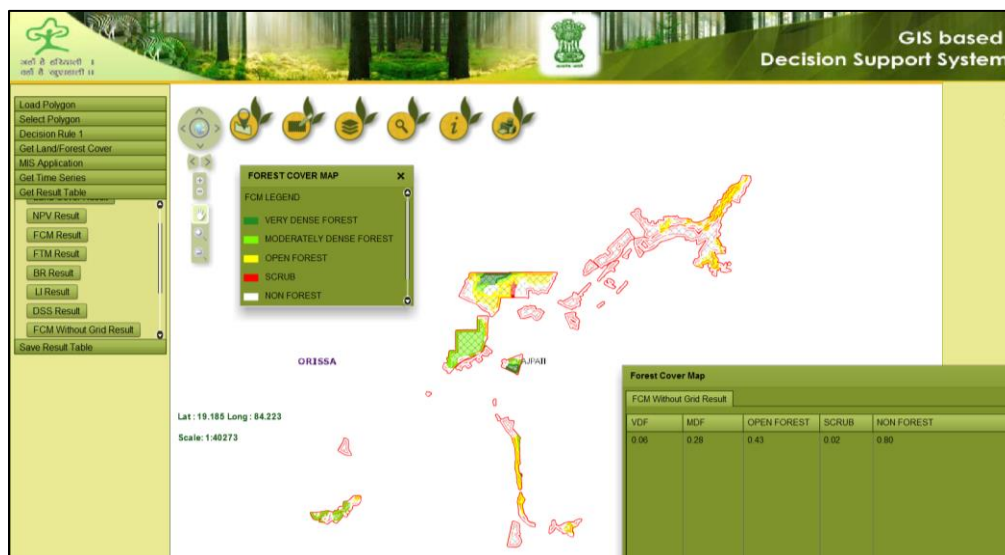 जहाँ है हरियाली ।
वहाँ है खुशहाली ॥
GIS based
Decision Support System
Load Polygon
Select Polygon
Decision Rule 1
Get Land/Forest Cover
MIS Application
Get Time Series
Get Result Table
NPV Result
FCM Result
FTM Result
BR Result
LI Result
DSS Result
FCM Without Grid Result
Save Result Table
FOREST COVER MAP X
FCM LEGEND
VERY DENSE FOREST
MODERATELY DENSE FOREST
OPEN FOREST
SCRUB
NON FOREST
ORISSA
Lat : 19.185 Long : 84.223
Scale: 1:40273
Forest Cover Map
FCM Without Grid Result
VDF MDF OPEN FOREST SCRUB NON FOREST
0.06 0.28 0.43 0.02 0.80